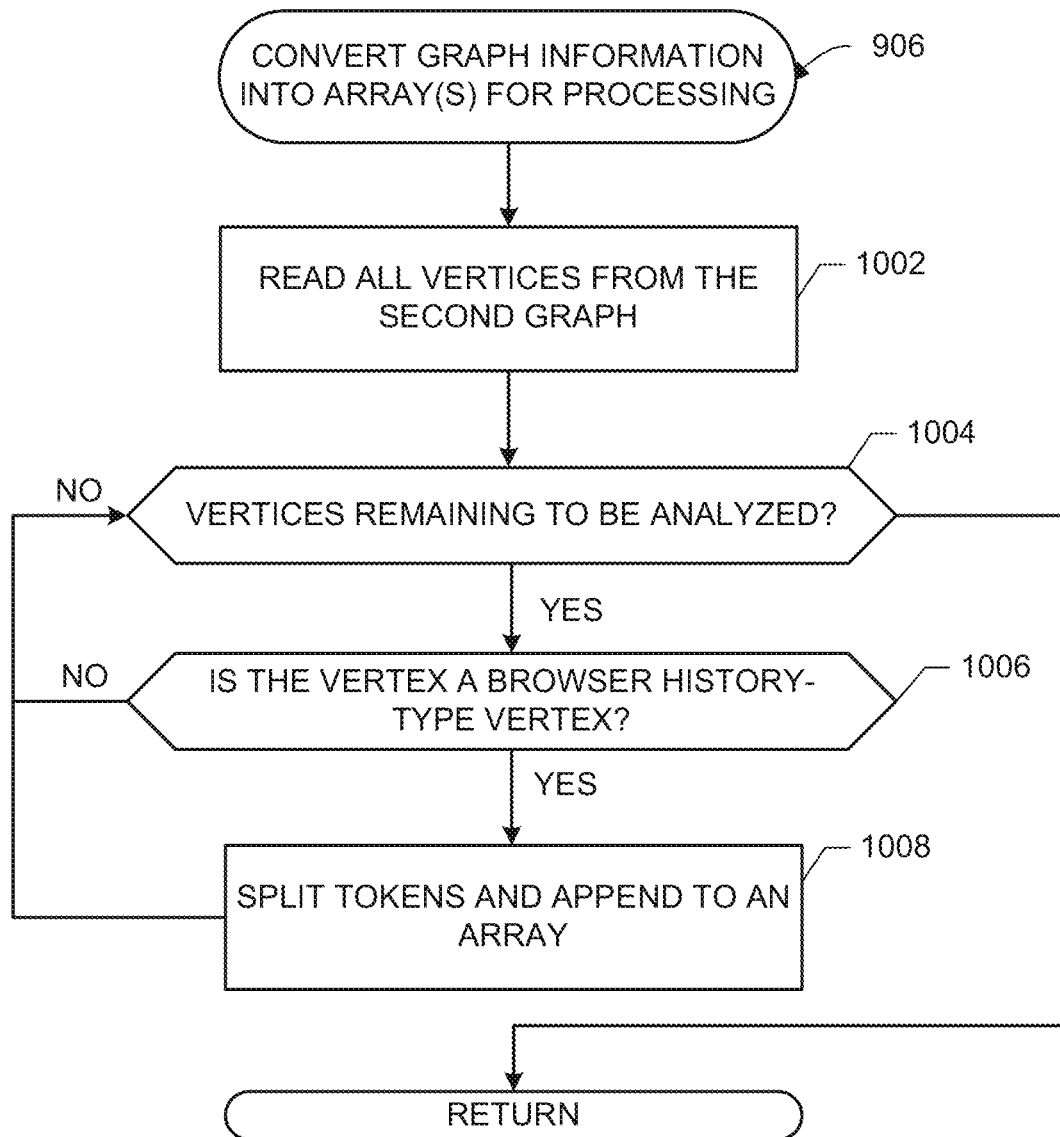 CONVERT GRAPH INFORMATION
INTO ARRAY(S) FOR PROCESSING
906
READ ALL VERTICES FROM THE
SECOND GRAPH
1002
1004
NO
VERTICES REMAINING TO BE ANALYZED?
YES
NO
IS THE VERTEX A BROWSER HISTORY-
TYPE VERTEX?
1006
YES
1008
SPLIT TOKENS AND APPEND TO AN
ARRAY
RETURN